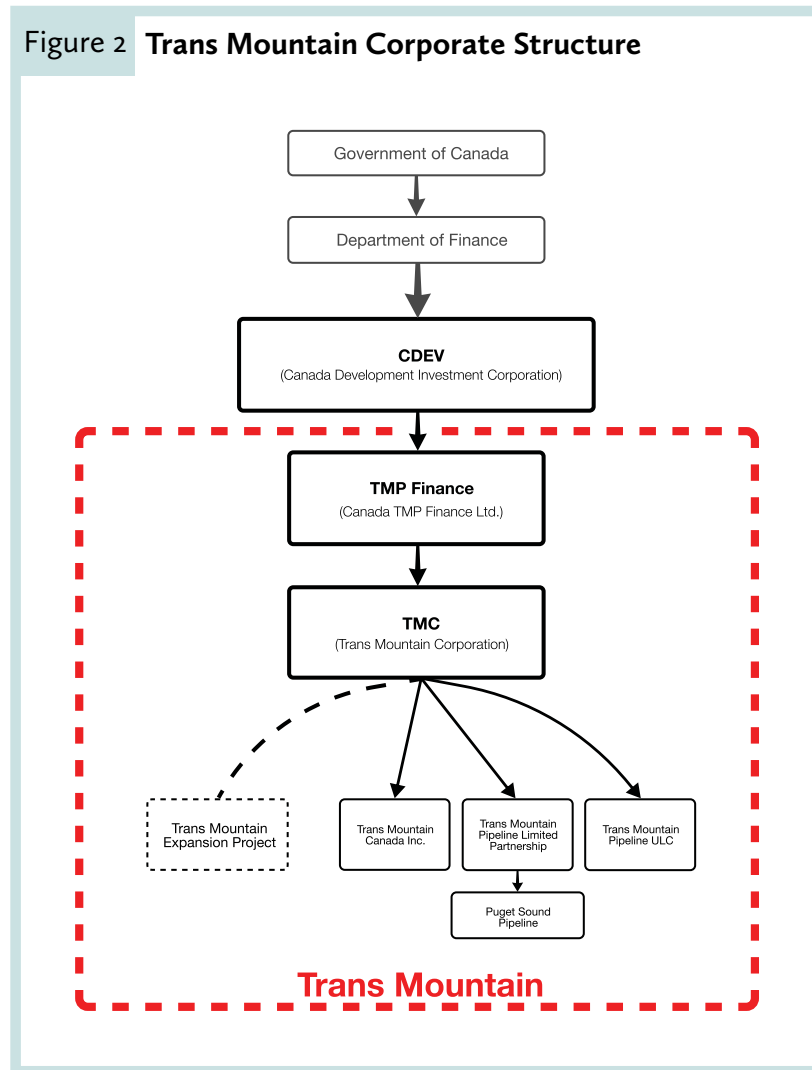 Figure 2 Trans Mountain Corporate Structure
Government of Canada
Department of Finance
CDEV
(Canada Development Investment Corporation)
TMP Finance
(Canada TMP Finance Ltd.)
TMC
(Trans Mountain Corporation)
Trans Mountain
Expansion Project
Trans Mountain
Canada Inc.
Trans Mountain
Pipeline Limited
Partnership
Trans Mountain
Pipeline ULC
Puget Sound
Pipeline
Trans Mountain